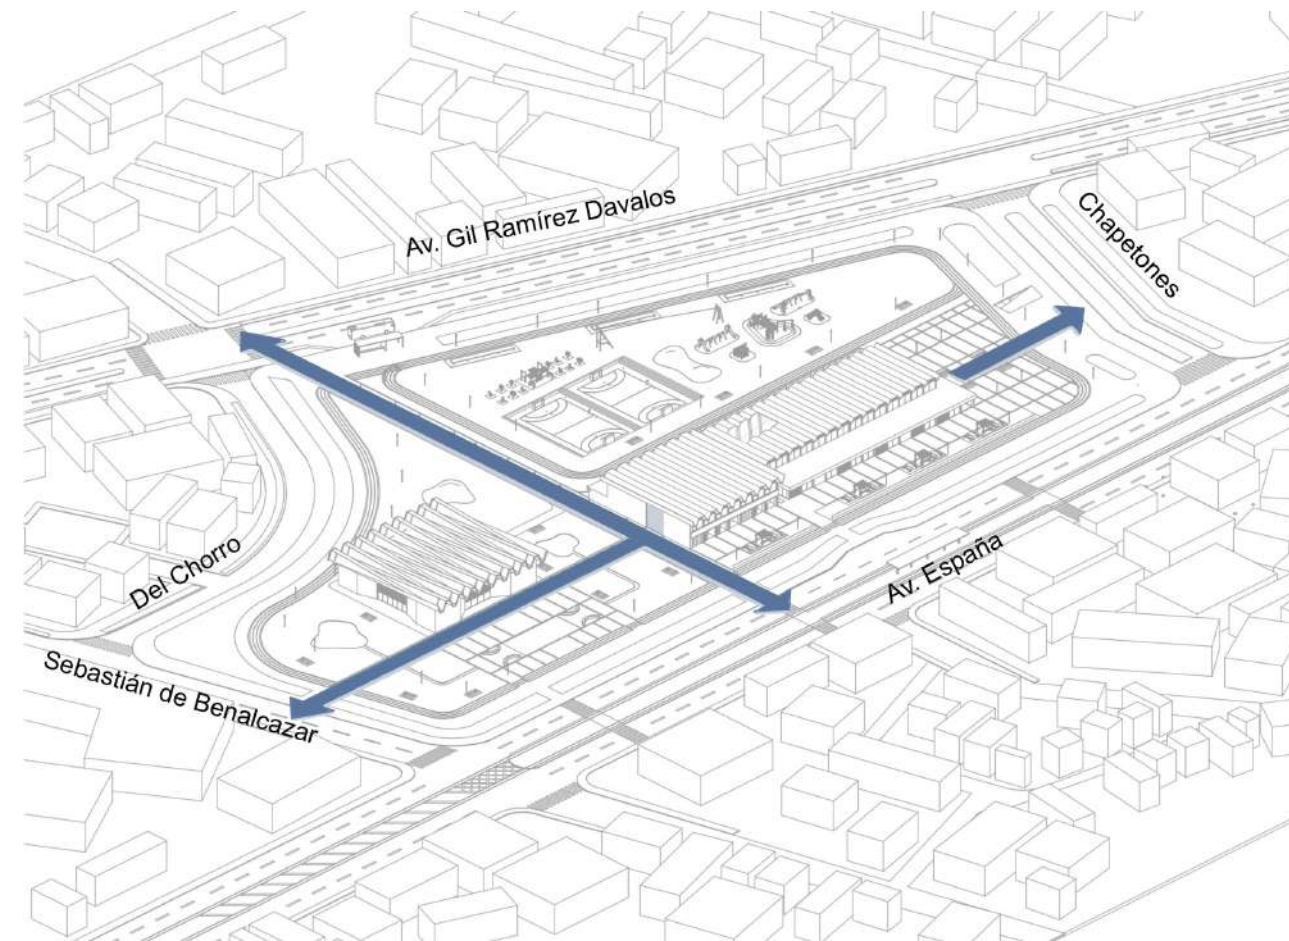 Av. Gil Ramírez Davalos
Chapetones
Del Chorro
Av. España
Sebastián de Benalcazar